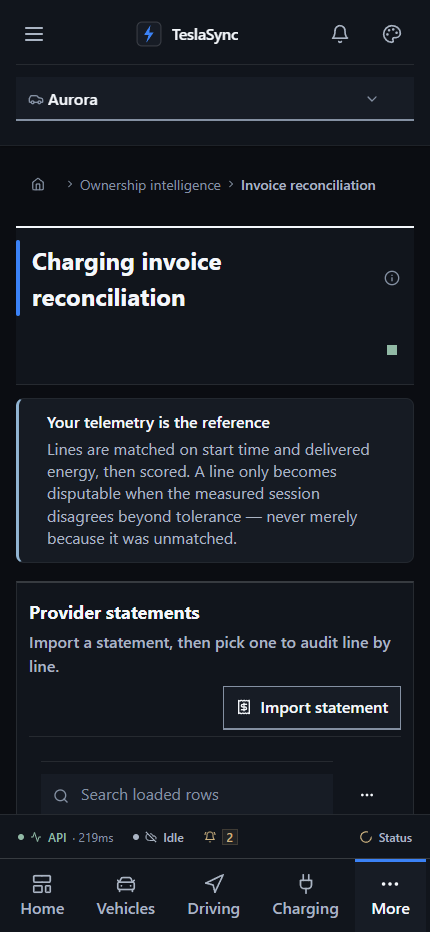 TeslaSync
Aurora
Ownership intelligence
Invoice reconciliation
Charging invoice
reconciliation
Your telemetry is the reference
Lines are matched on start time and delivered
energy, then scored. A line only becomes
disputable when the measured session
disagrees beyond tolerance — never merely
because it was unmatched.
Provider statements
Import a statement, then pick one to audit line by
line.
Import statement
Search loaded rows
API · 219ms Idle 2 Status
Home Vehicles Driving Charging More